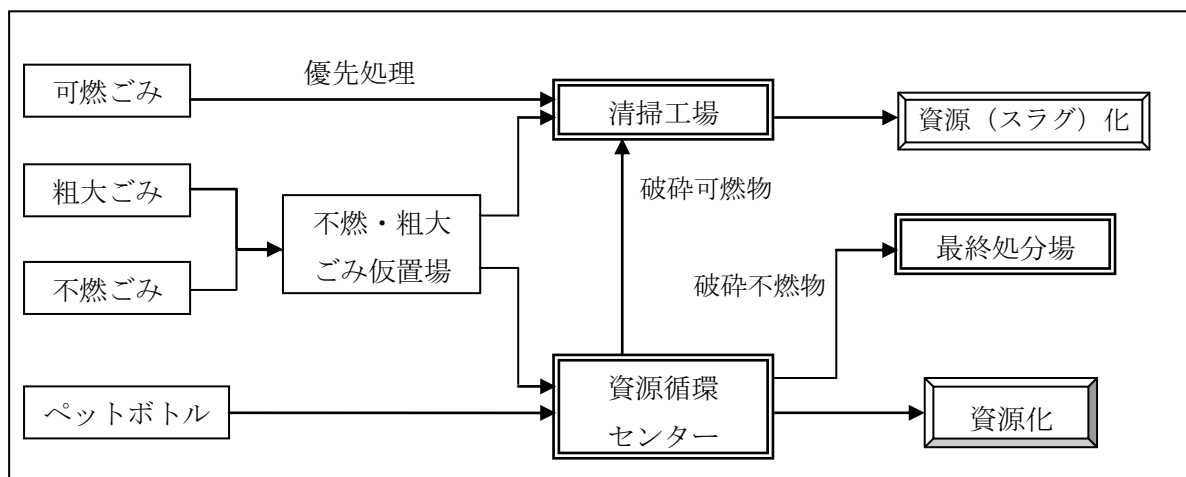 可燃ごみ
優先処理
清掃工場
資源（スラグ）化
粗大ごみ
不燃・粗大
ごみ仮置場
破砕可燃物
最終処分場
不燃ごみ
破砕不燃物
ペットボトル
資源循環
センター
資源化